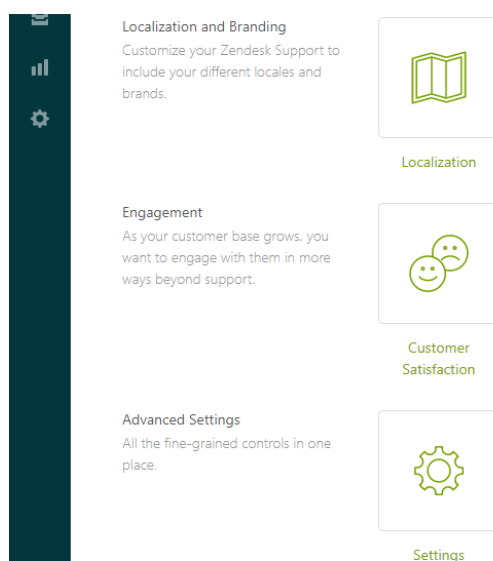 Localization and Branding
Customize your Zendesk Support to
include your different locales and
brands.
Localization
Engagement
As your customer base grows, you
want to engage with them in more
ways beyond support.
Customer
Satisfaction
Advanced Settings
All the fine-grained controls in one
place.
Settings